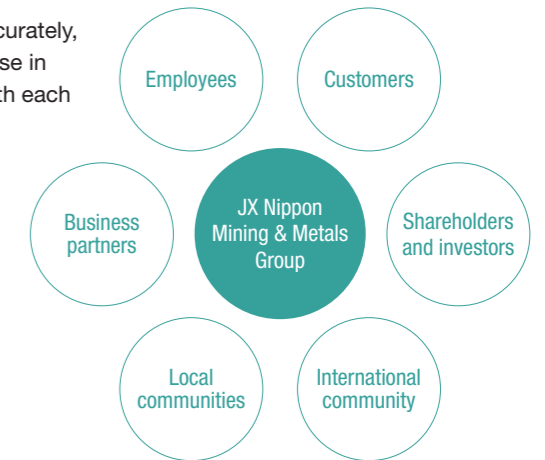 curately,
se in
th each
Employees
Customers
Business
partners
JX Nippon
Mining & Metals
Group
Shareholders
and investors
Local
communities
International
community